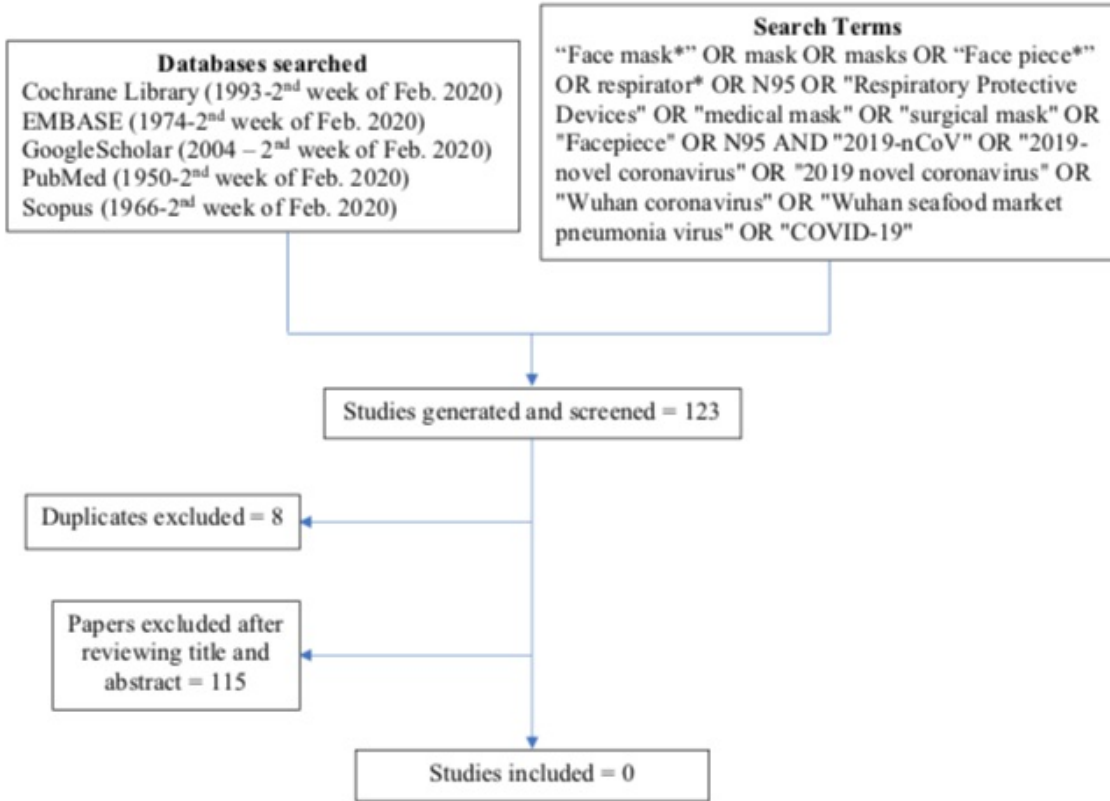 Databases searched
Cochrane Library (1993-2nd week of Feb. 2020)
EMBASE (1974-2nd week of Feb. 2020)
GoogleScholar (2004 – 2nd week of Feb. 2020)
PubMed (1950-2nd week of Feb. 2020)
Scopus (1966-2nd week of Feb. 2020)
Search Terms
“Face mask*” OR mask OR masks OR “Face piece*”
OR respirator* OR N95 OR "Respiratory Protective
Devices" OR "medical mask" OR "surgical mask" OR
"Facepiece" OR N95 AND "2019-nCoV" OR "2019-
novel coronavirus" OR "2019 novel coronavirus" OR
"Wuhan coronavirus" OR "Wuhan seafood market
pneumonia virus" OR "COVID-19"
Studies generated and screened = 123
Duplicates excluded = 8
Papers excluded after
reviewing title and
abstract = 115
Studies included = 0